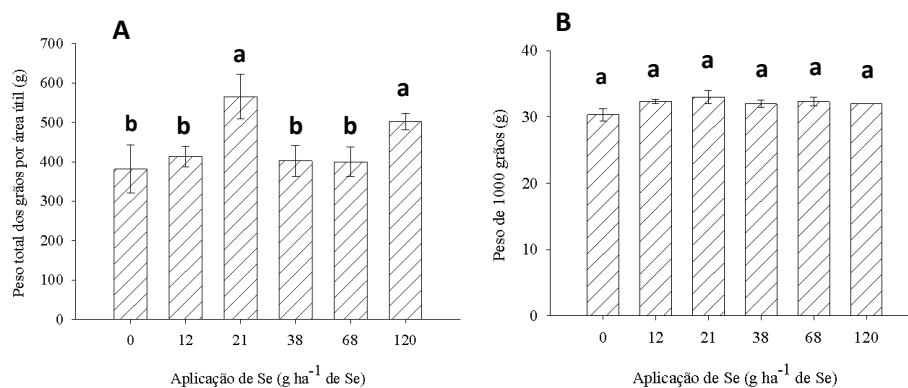 A
Peso total dos grãos por área útil (g)
700
600
500
400
300
200
100
0
b b a b b a
0 12 21 38 68 120
Aplicação de Se (g ha-1 de Se)
B
Peso de 1000 grãos (g)
40
30
20
10
0
a a a a a a
0 12 21 38 68 120
Aplicação de Se (g ha-1 de Se)